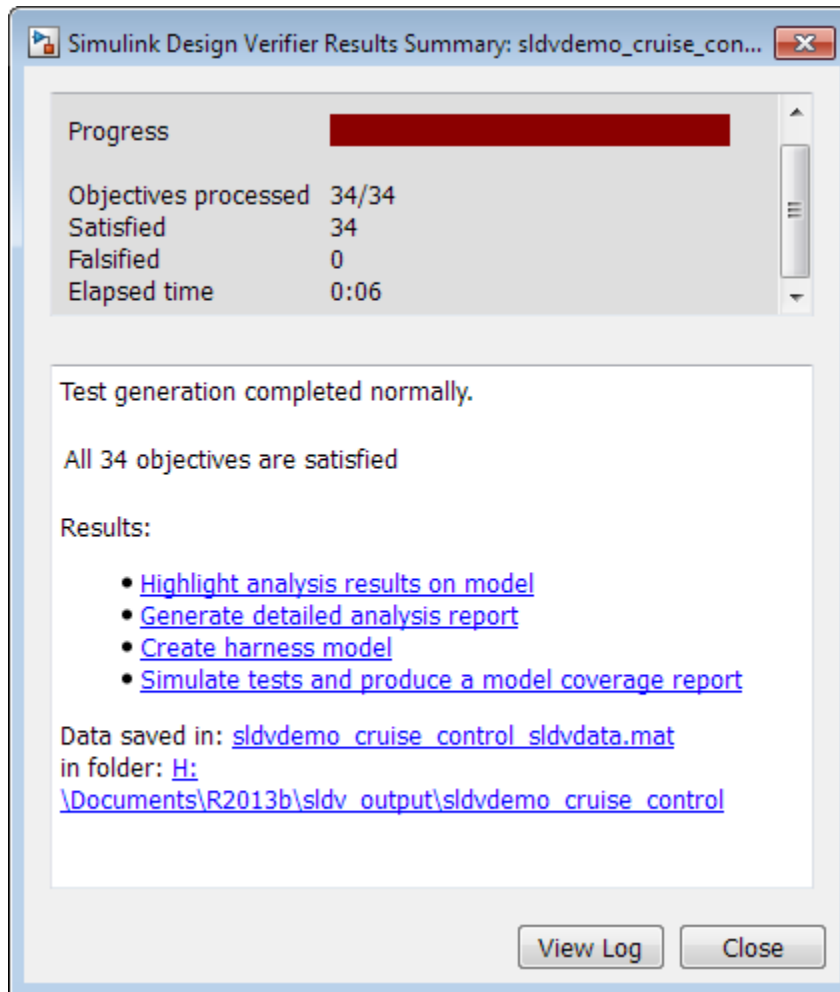 Simulink Design Verifier Results Summary: sldvdemo_cruise_con...
Progress
Objectives processed 34/34
Satisfied 34
Falsified 0
Elapsed time 0:06
Test generation completed normally.
All 34 objectives are satisfied
Results:
• Highlight analysis results on model
• Generate detailed analysis report
• Create harness model
• Simulate tests and produce a model coverage report
Data saved in: sldvdemo_cruise_control_sldvdata.mat
in folder: H:
\Documents\R2013b\sldv_output\sldvdemo_cruise_control
View Log Close